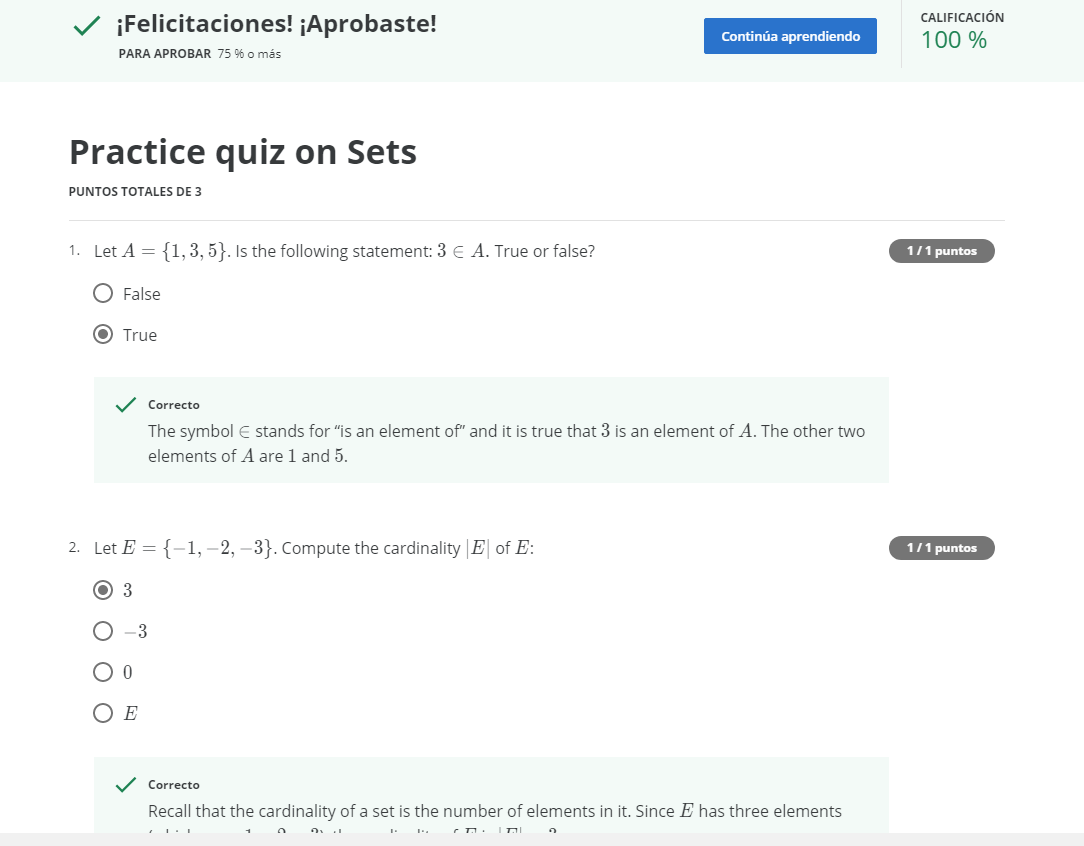 ¡Felicitaciones! ¡Aprobaste!
PARA APROBAR 75 % o más
Continúa aprendiendo
CALIFICACIÓN
100 %
Practice quiz on Sets
PUNTOS TOTALES DE 3
1. Let A = {1, 3, 5}. Is the following statement: 3 ∈ A. True or false?
1 / 1 puntos
False
True
Correcto
The symbol ∈ stands for “is an element of” and it is true that 3 is an element of A. The other two
elements of A are 1 and 5.
2. Let E = {−1, −2, −3}. Compute the cardinality |E| of E:
1 / 1 puntos
3
−3
0
E
Correcto
Recall that the cardinality of a set is the number of elements in it. Since E has three elements